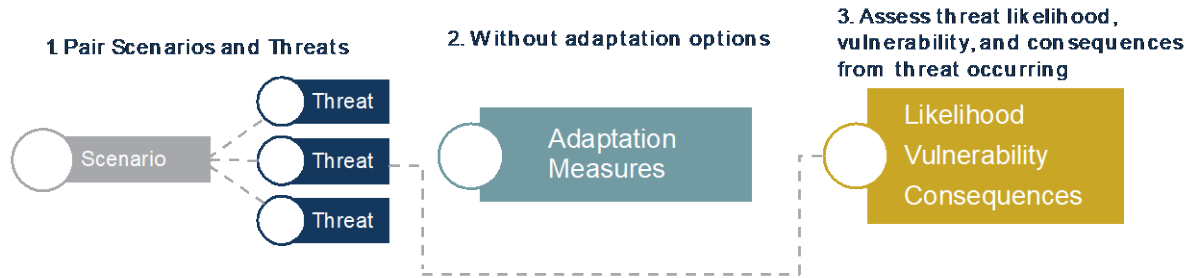 1. Pair Scenarios and Threats
2. Without adaptation options
3. Assess threat likelihood,
vulnerability, and consequences
from threat occurring
Scenario
Threat
Threat
Threat
Adaptation
Measures
Likelihood
Vulnerability
Consequences